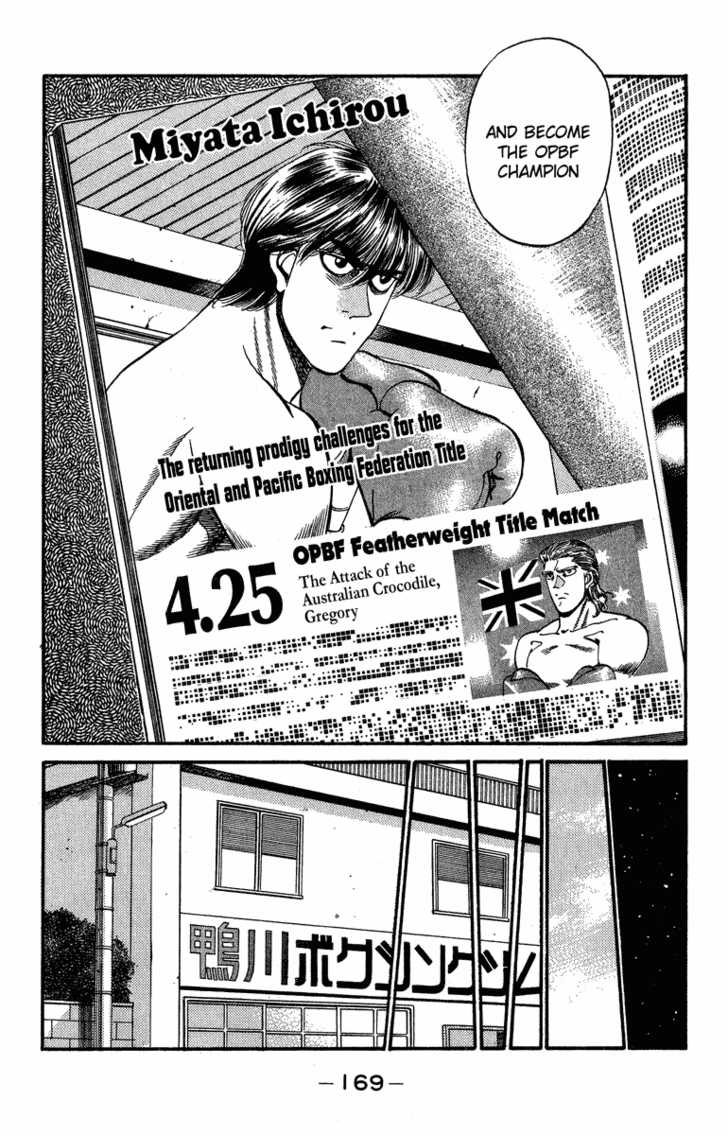 AND BECOME
THE OPBF
CHAMPION
Miyata Ichirou
The returning prodigy challenges for the
Oriental and Pacific Boxing Federation Title
OPBF Featherweight Title Match
4.25
The Attack of the
Australian Crocodile,
Gregory
鴨川ボクシングジム
-169-